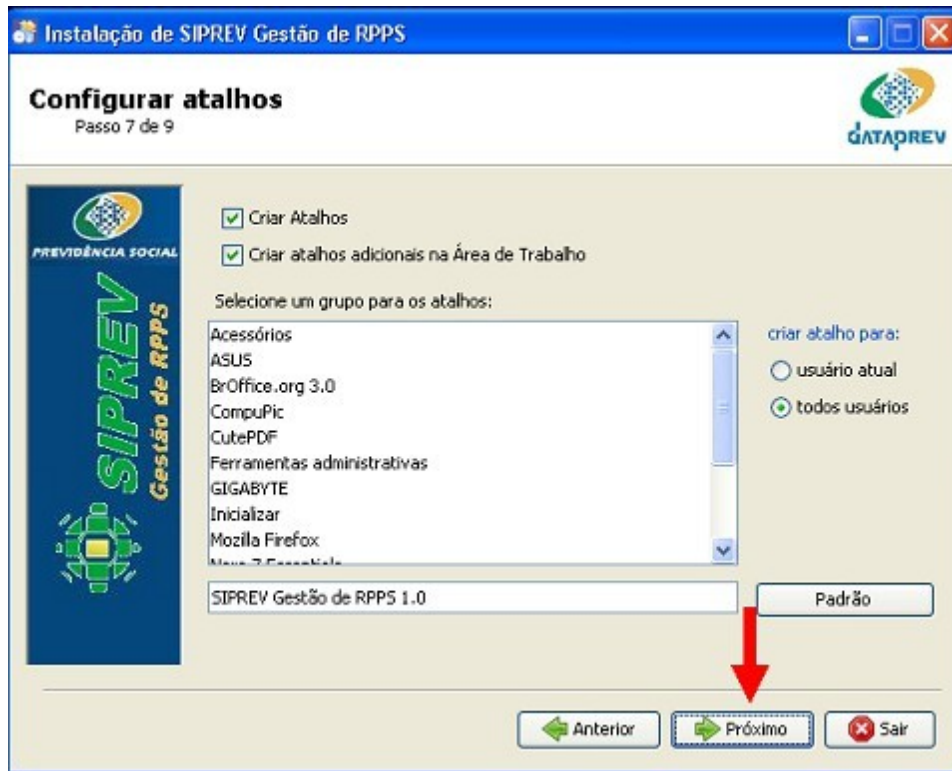 Instalação de SIPREV Gestão de RPPS
Configurar atalhos
Passo 7 de 9
DATAPREV
PREVIDÊNCIA SOCIAL
SIPREV
Gestão de RPPS
Criar Atalhos
Criar atalhos adicionais na Área de Trabalho
Selecione um grupo para os atalhos:
Acessórios
ASUS
BrOffice.org 3.0
CompuPic
CutePDF
Ferramentas administrativas
GIGABYTE
Inicializar
Mozilla Firefox
criar atalho para:
usuário atual
todos usuários
SIPREV Gestão de RPPS 1.0
Padrão
Anterior
Próximo
Sair